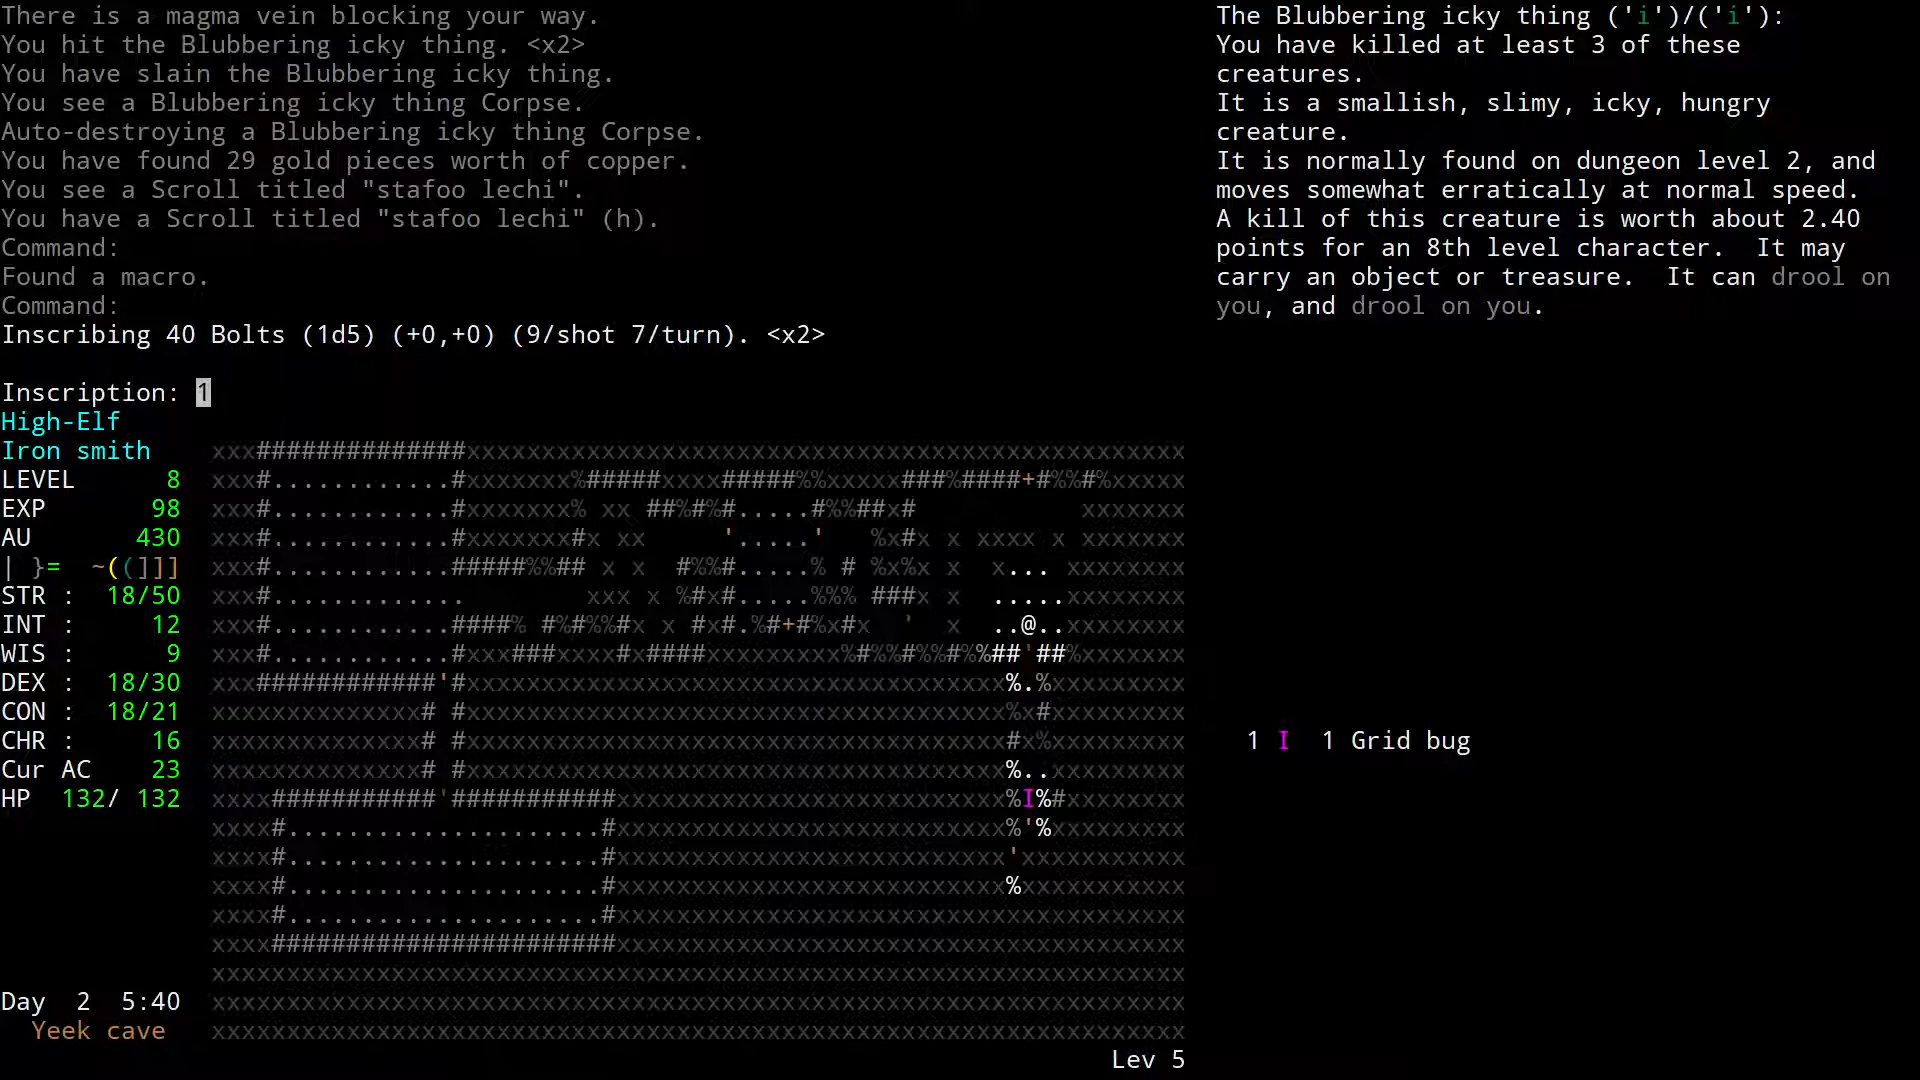 There is a magma vein blocking your way.
You hit the Blubbering icky thing. <x2>
You have slain the Blubbering icky thing.
You see a Blubbering icky thing Corpse.
Auto-destroying a Blubbering icky thing Corpse.
You have found 29 gold pieces worth of copper.
You see a Scroll titled "stafoo lechi".
You have a Scroll titled "stafoo lechi" (h).
Command:
Found a macro.
Command:
Inscribing 40 Bolts (1d5) (+0,+0) (9/shot 7/turn). <x2>
Inscription: 1
High-Elf
Iron smith
LEVEL 8
EXP 98
AU 430
| }= ~((]]]
STR : 18/50
INT : 12
WIS : 9
DEX : 18/30
CON : 18/21
CHR : 16
Cur AC 23
HP 132/ 132
Day 2 5:40
Yeek cave
Lev 5
The Blubbering icky thing ('i')/('i'):
You have killed at least 3 of these
creatures.
It is a smallish, slimy, icky, hungry
creature.
It is normally found on dungeon level 2, and
moves somewhat erratically at normal speed.
A kill of this creature is worth about 2.40
points for an 8th level character. It may
carry an object or treasure. It can drool on
you, and drool on you.
1 I 1 Grid bug